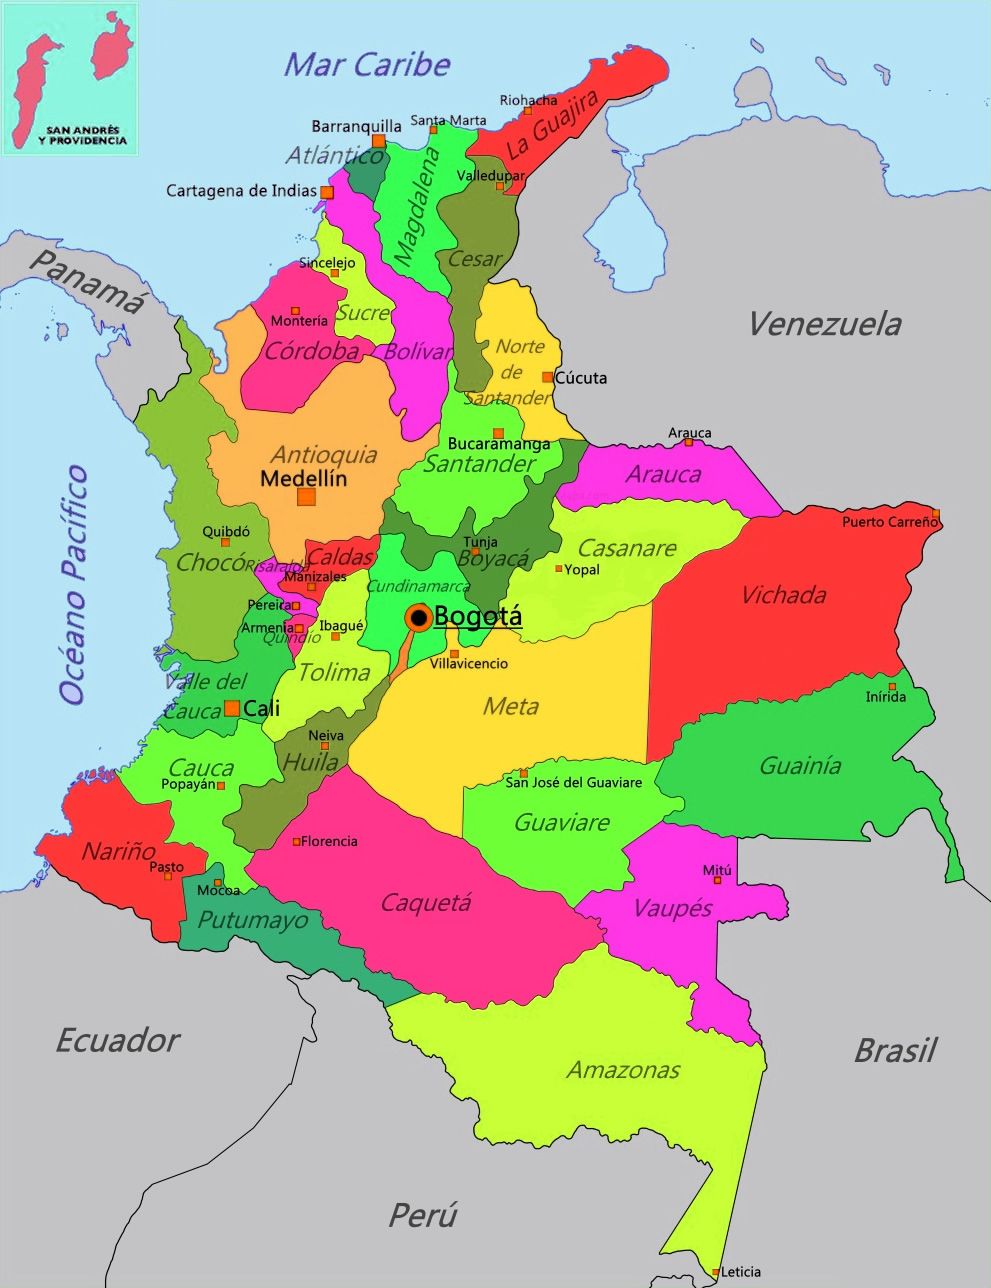 SAN ANDRÉS
Y PROVIDENCIA
Mar Caribe
Riohacha
La Guajira
Santa Marta
Barranquilla
Atlántico
Magdalena
Valledupar
Cartagena de Indias
Cesar
Panamá
Sincelejo
Sucre
Montería
Córdoba
Bolívar
Norte
de
Santander
Cúcuta
Venezuela
Océano Pacífico
Antioquia
Medellín
Bucaramanga
Santander
Arauca
Arauca
Puerto Carreño
Quibdó
Chocó
Risaralda
Caldas
Manizales
Tunja
Boyacá
Casanare
Yopal
Vichada
Cundinamarca
Pereira
Armenia
Quindío
Ibagué
Bogotá
Villavicencio
Tolima
Valle del
Cauca
Cali
Meta
Inírida
Neiva
Huila
Cauca
Popayán
San José del Guaviare
Guainía
Guaviare
Nariño
Pasto
Florencia
Mocoa
Putumayo
Caquetá
Mitú
Vaupés
Ecuador
Amazonas
Brasil
Perú
Leticia